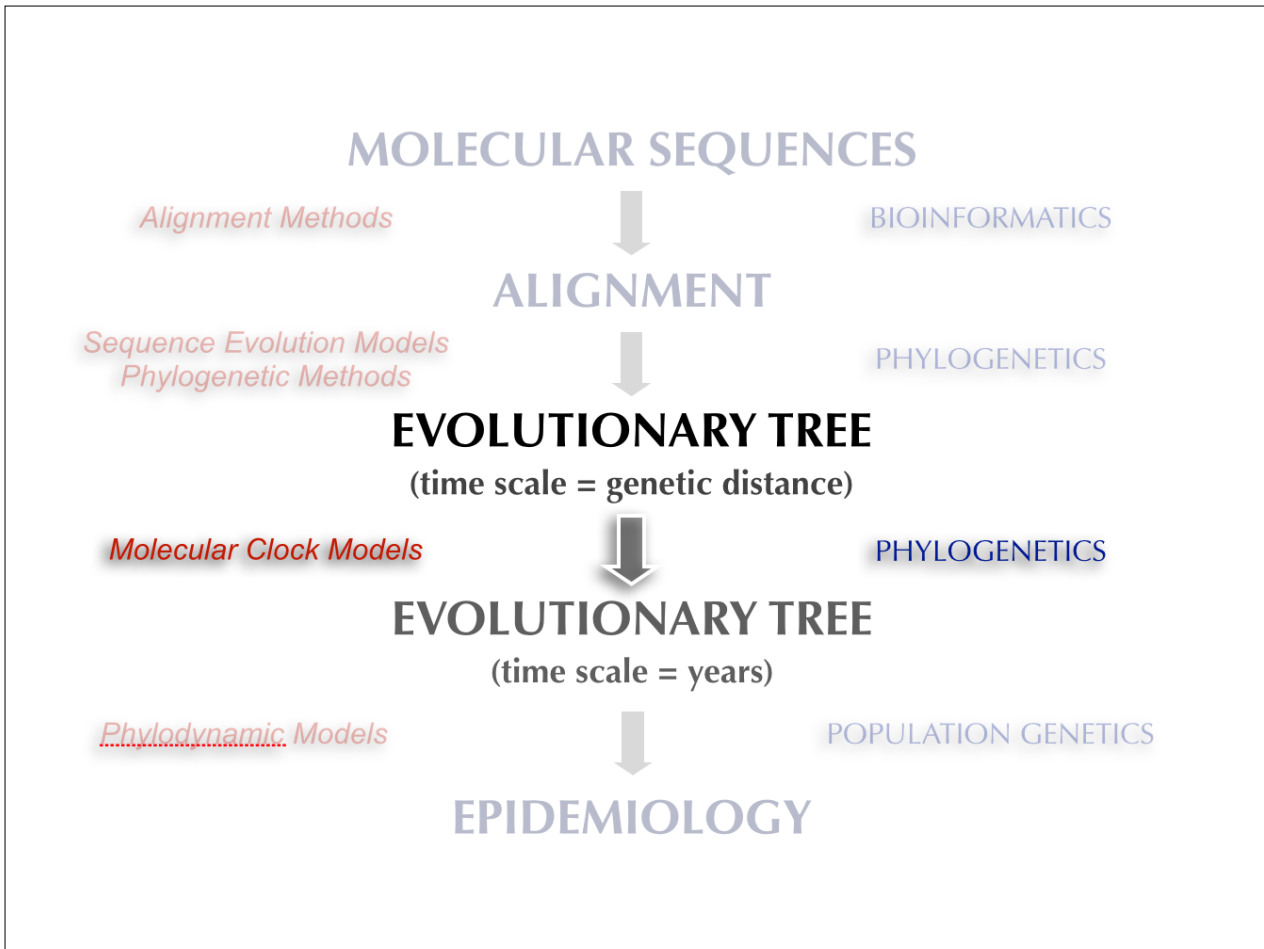 MOLECULAR SEQUENCES
Alignment Methods
BIOINFORMATICS
ALIGNMENT
Sequence Evolution Models
Phylogenetic Methods
PHYLOGENETICS
EVOLUTIONARY TREE
(time scale = genetic distance)
Molecular Clock Models
PHYLOGENETICS
EVOLUTIONARY TREE
(time scale = years)
Phylodynamic Models
POPULATION GENETICS
EPIDEMIOLOGY